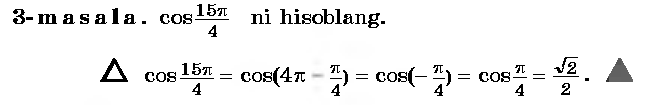 3-masala. cos 15π/4 ni hisoblang.
△ cos 15π/4 = cos(4π − π/4) = cos(−π/4) = cos π/4 = √2/2. ▲